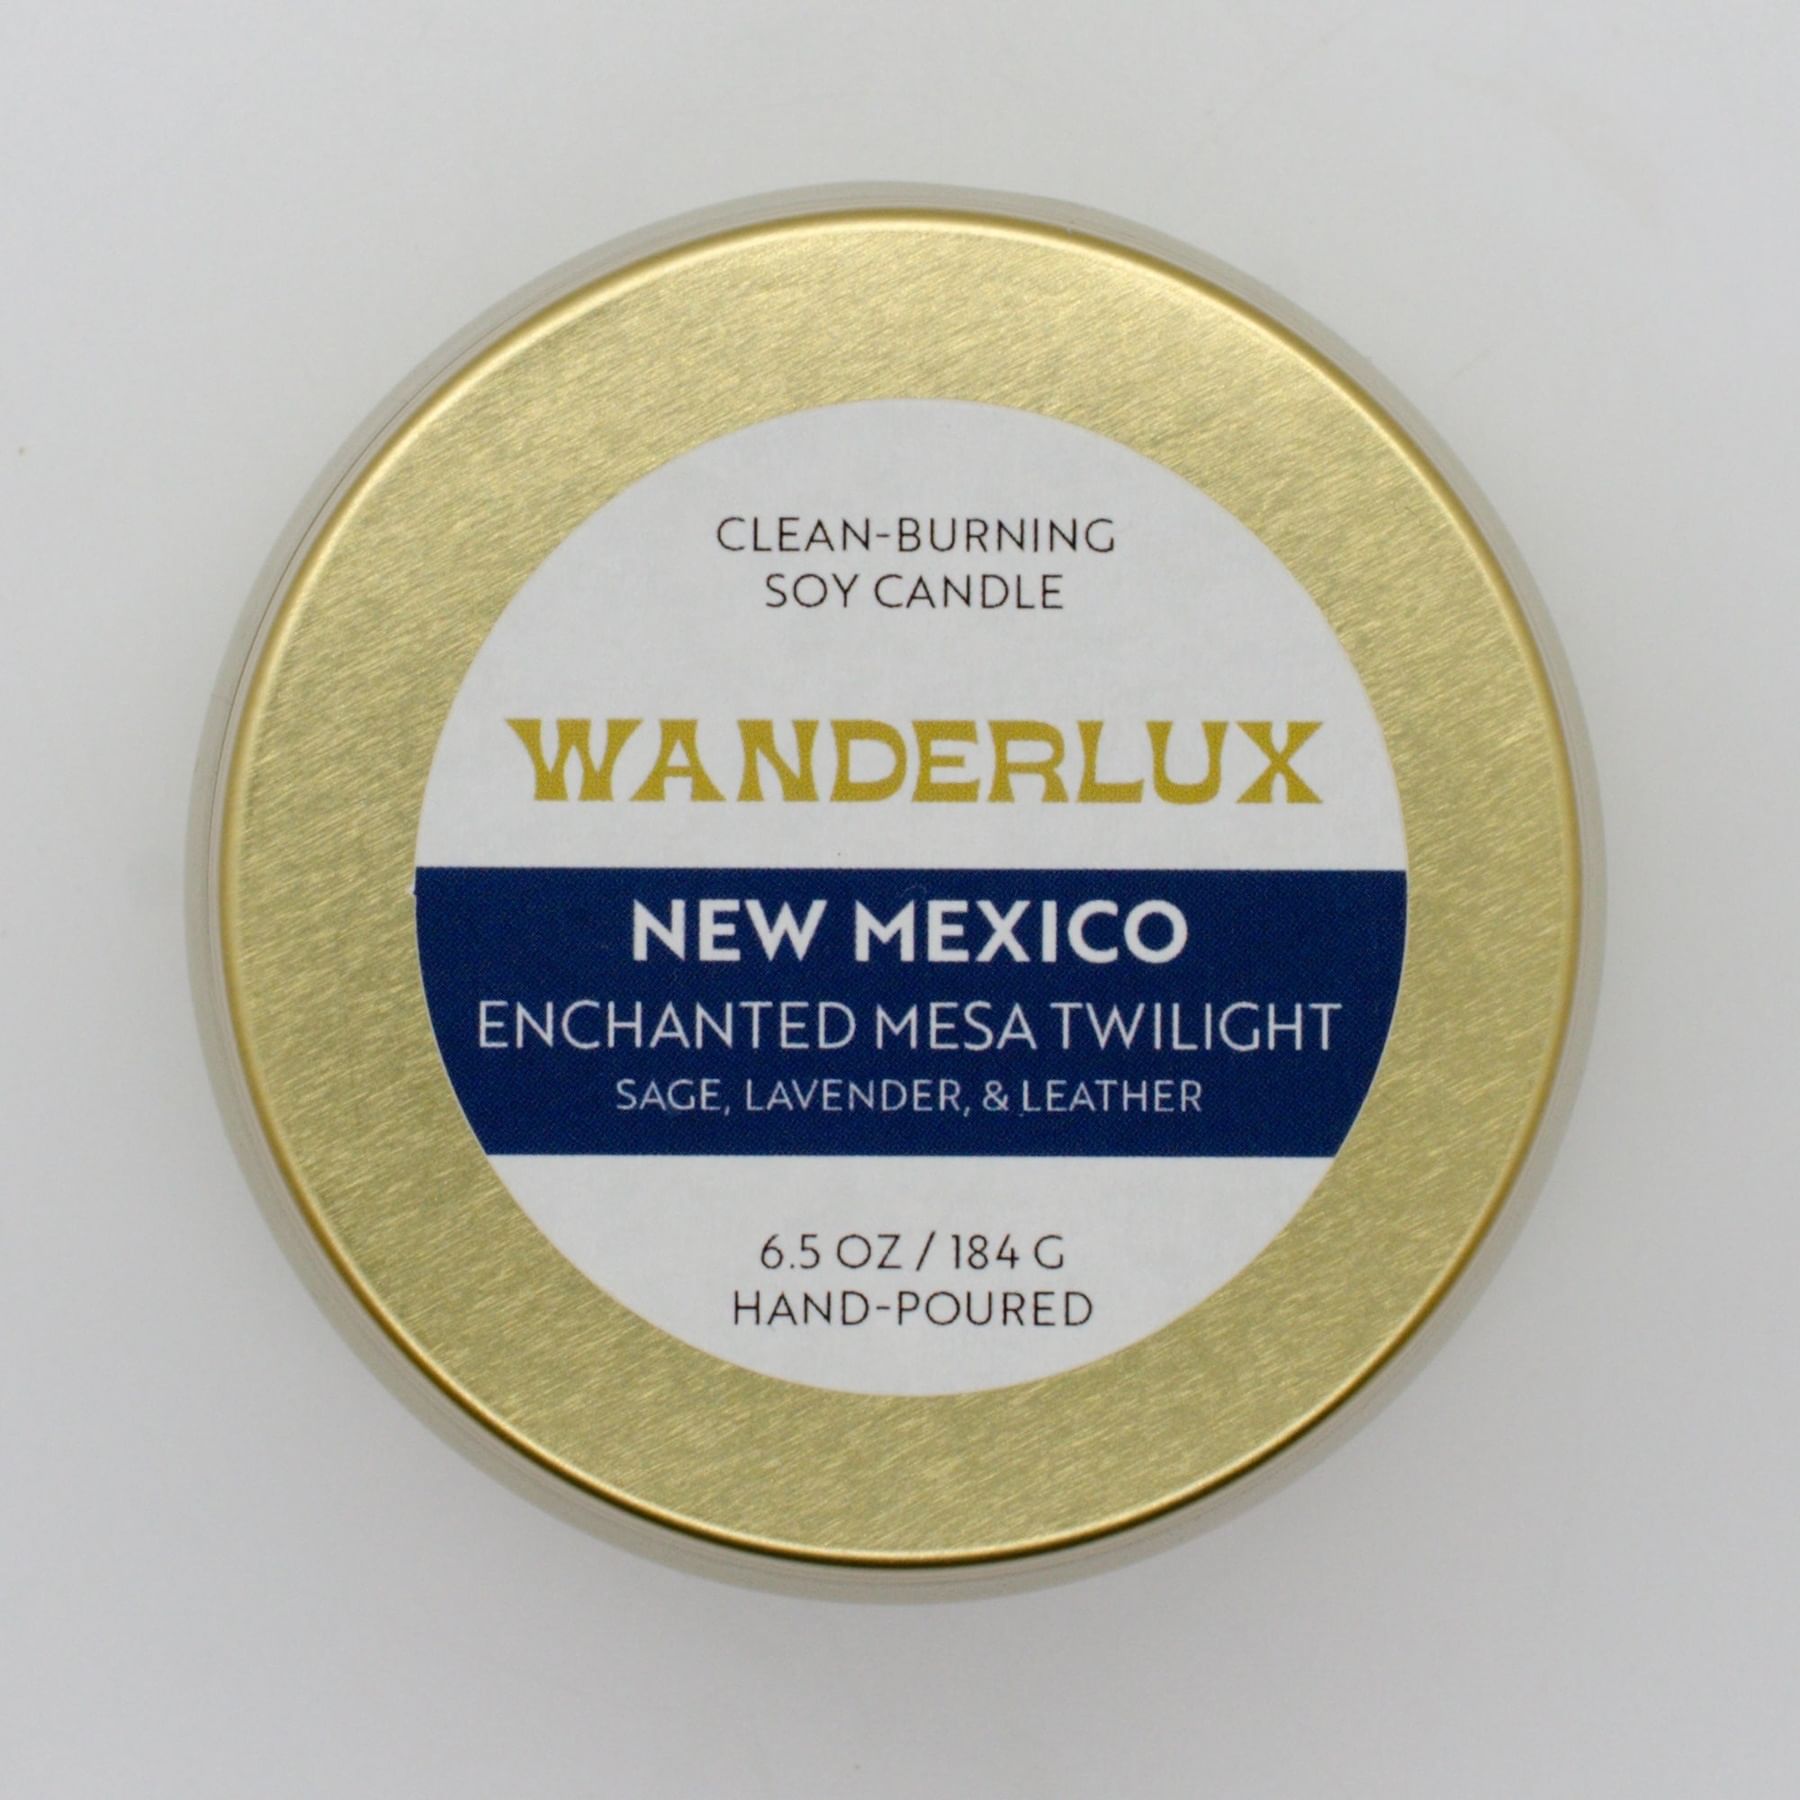 CLEAN-BURNING
SOY CANDLE
WANDERLUX
NEW MEXICO
ENCHANTED MESA TWILIGHT
SAGE, LAVENDER, & LEATHER
6.5 OZ / 184 G
HAND-POURED